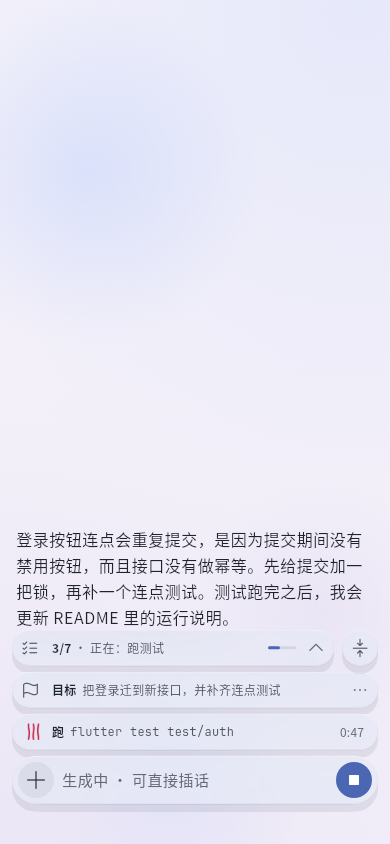 登录按钮连点会重复提交，是因为提交期间没有
禁用按钮，而且接口没有做幂等。先给提交加一
把锁，再补一个连点测试。测试跑完之后，我会
更新 README 里的运行说明。
3/7 · 正在：跑测试
目标 把登录迁到新接口，并补齐连点测试
跑 flutter test test/auth 0:47
生成中 · 可直接插话